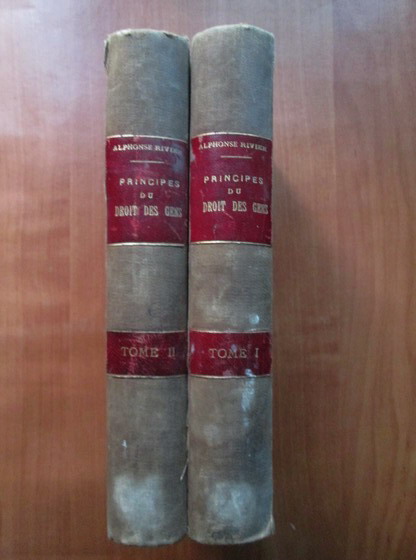 ALPHONSE RIVIER
PRINCIPES
DU
DROIT DES GENS
TOME II
ALPHONSE RIVIER
PRINCIPES
DU
DROIT DES GENS
TOME I